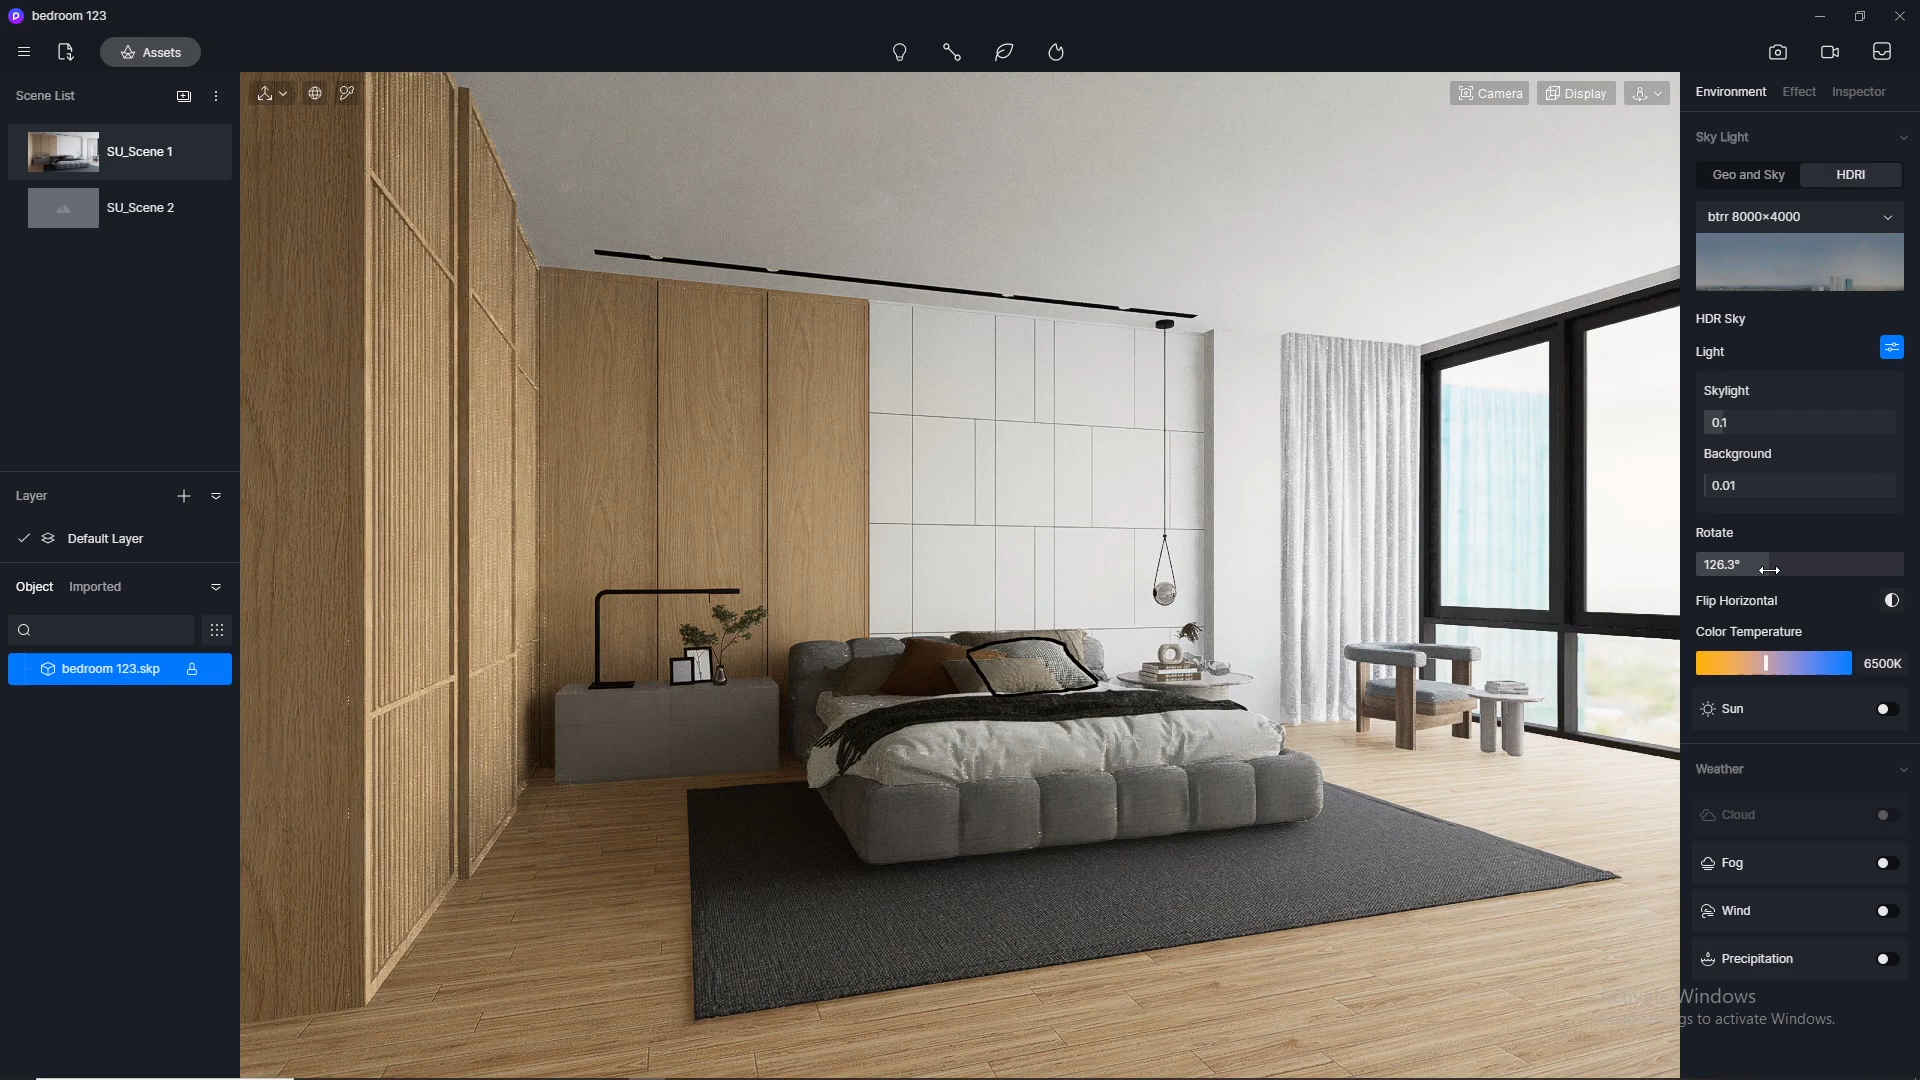 bedroom 123
Assets
Scene List
SU_Scene 1
SU_Scene 2
Layer
Default Layer
Object Imported
bedroom 123.skp
Camera Display
Environment Effect Inspector
Sky Light
Geo and Sky HDRI
btrr 8000×4000
HDR Sky
Light
Skylight
0.1
Background
0.01
Rotate
126.3°
Flip Horizontal
Color Temperature
6500K
Sun
Weather
Cloud
Fog
Wind
Precipitation
Windows
gs to activate Windows.